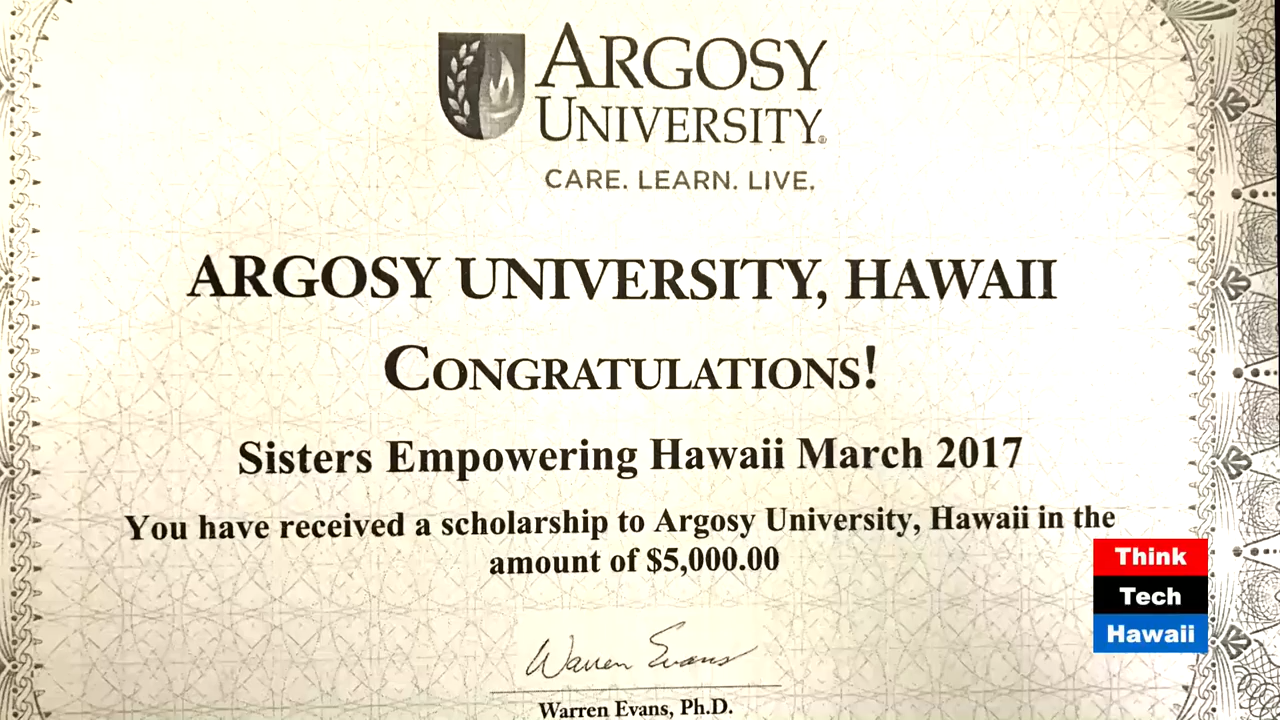 ARGOSY
UNIVERSITY®
CARE. LEARN. LIVE.
ARGOSY UNIVERSITY, HAWAII
CONGRATULATIONS!
Sisters Empowering Hawaii March 2017
You have received a scholarship to Argosy University, Hawaii in the
amount of $5,000.00
Think
Tech
Hawaii
Warren Evans
Warren Evans, Ph.D.